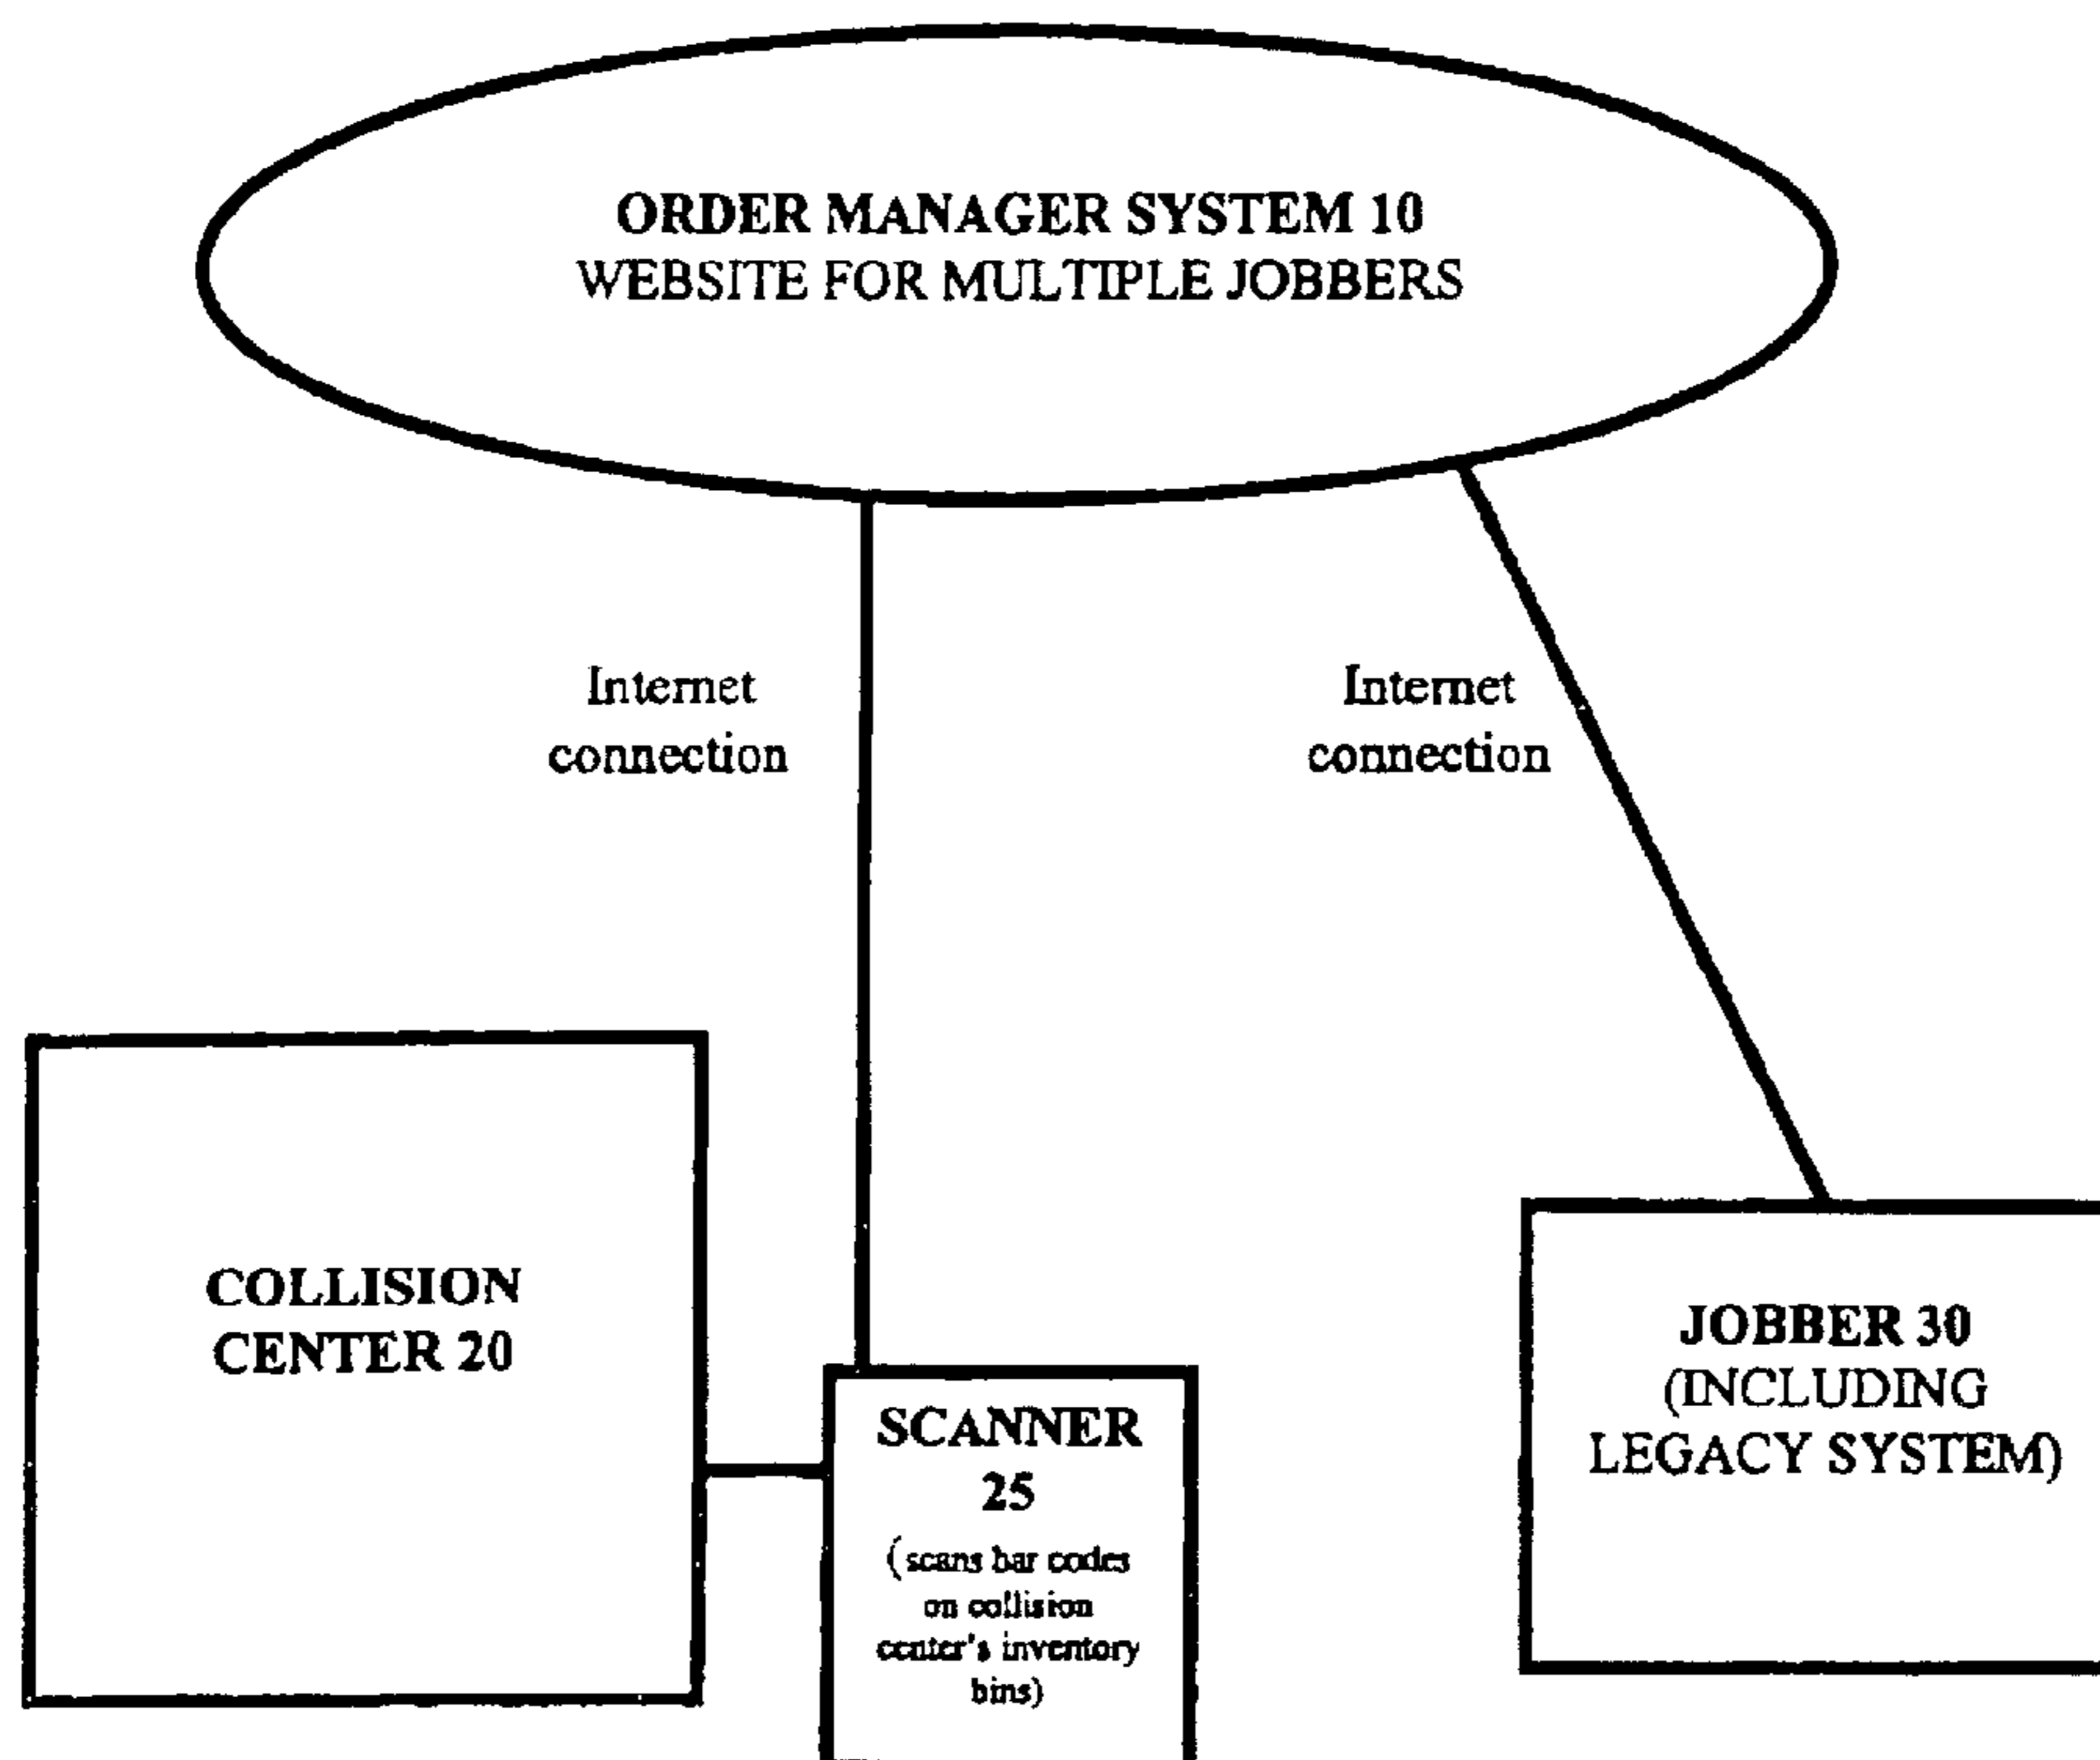 ORDER MANAGER SYSTEM 10
WEBSITE FOR MULTIPLE JOBBERS
Internet
connection
Internet
connection
COLLISION
CENTER 20
SCANNER
25
(scans bar codes
on collision
center's inventory
bins)
JOBBER 30
(INCLUDING
LEGACY SYSTEM)